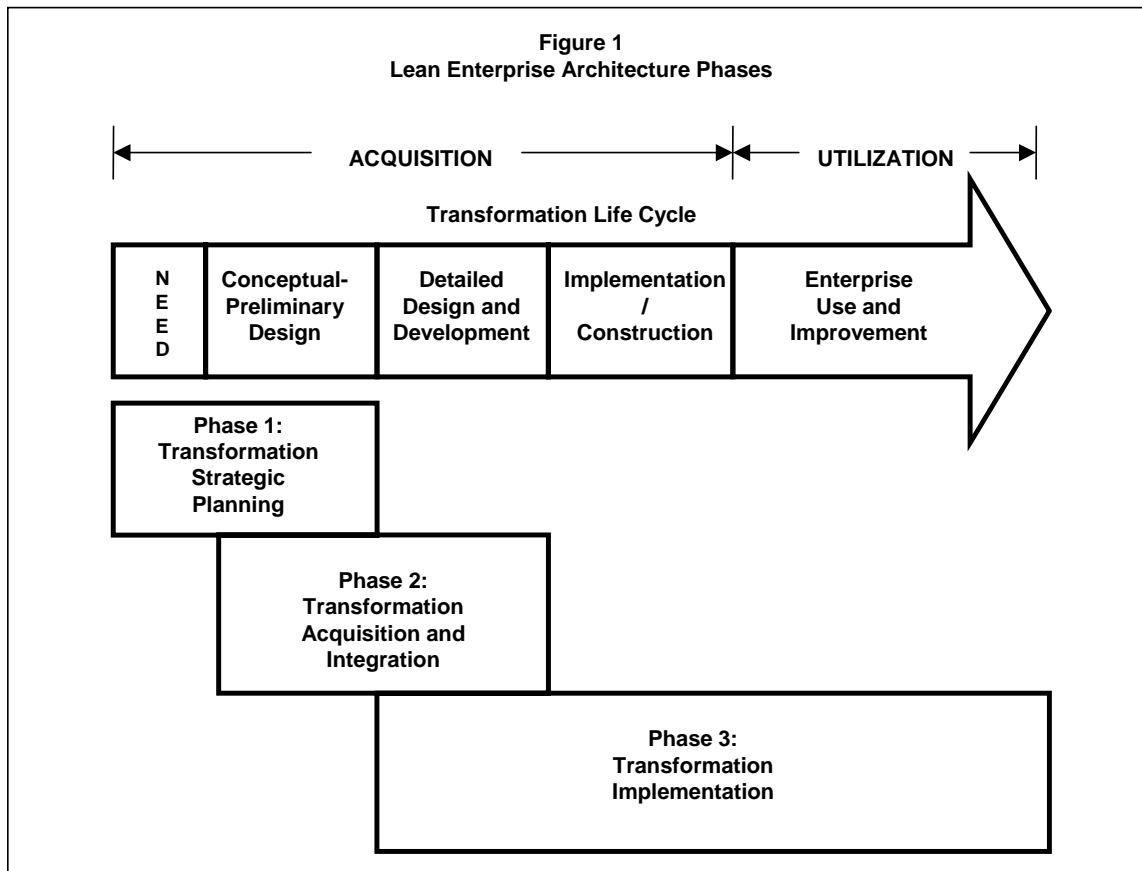 Figure 1
Lean Enterprise Architecture Phases
ACQUISITION
UTILIZATION
Transformation Life Cycle
N
E
E
D
Conceptual-
Preliminary
Design
Detailed
Design and
Development
Implementation
/
Construction
Enterprise
Use and
Improvement
Phase 1:
Transformation
Strategic
Planning
Phase 2:
Transformation
Acquisition and
Integration
Phase 3:
Transformation
Implementation